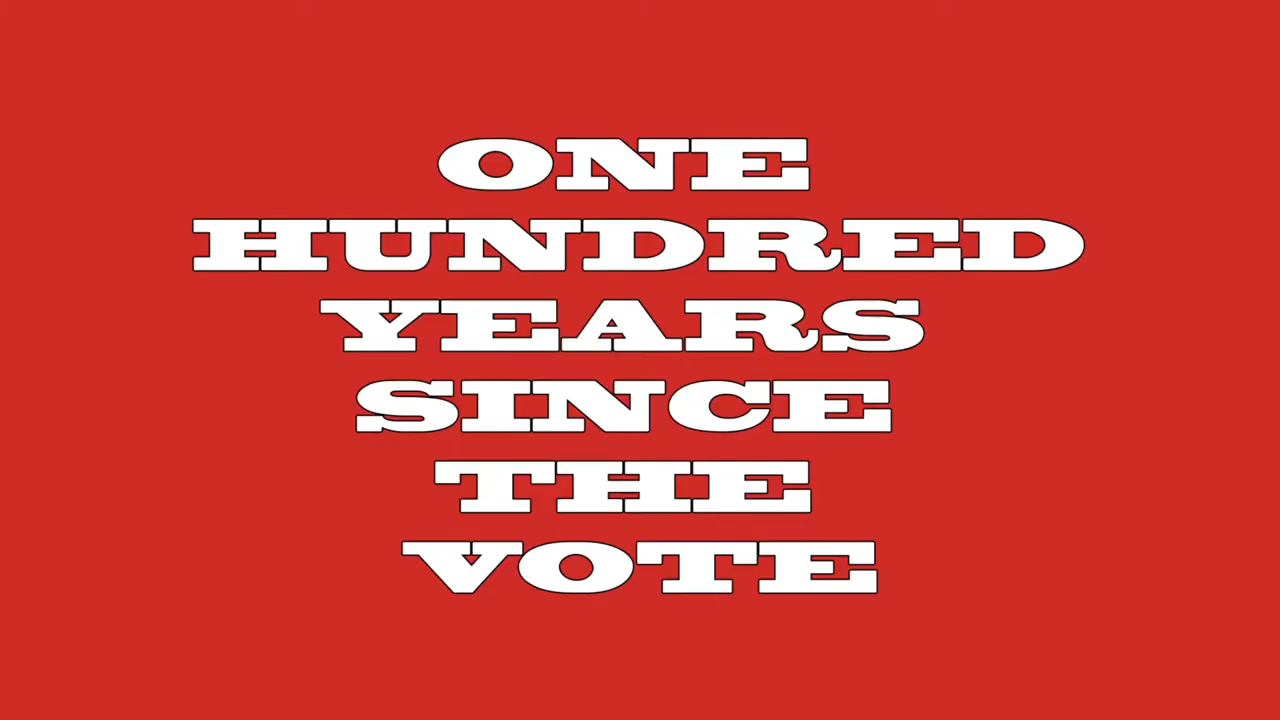 ONE
HUNDRED
YEARS
SINCE
THE
VOTE